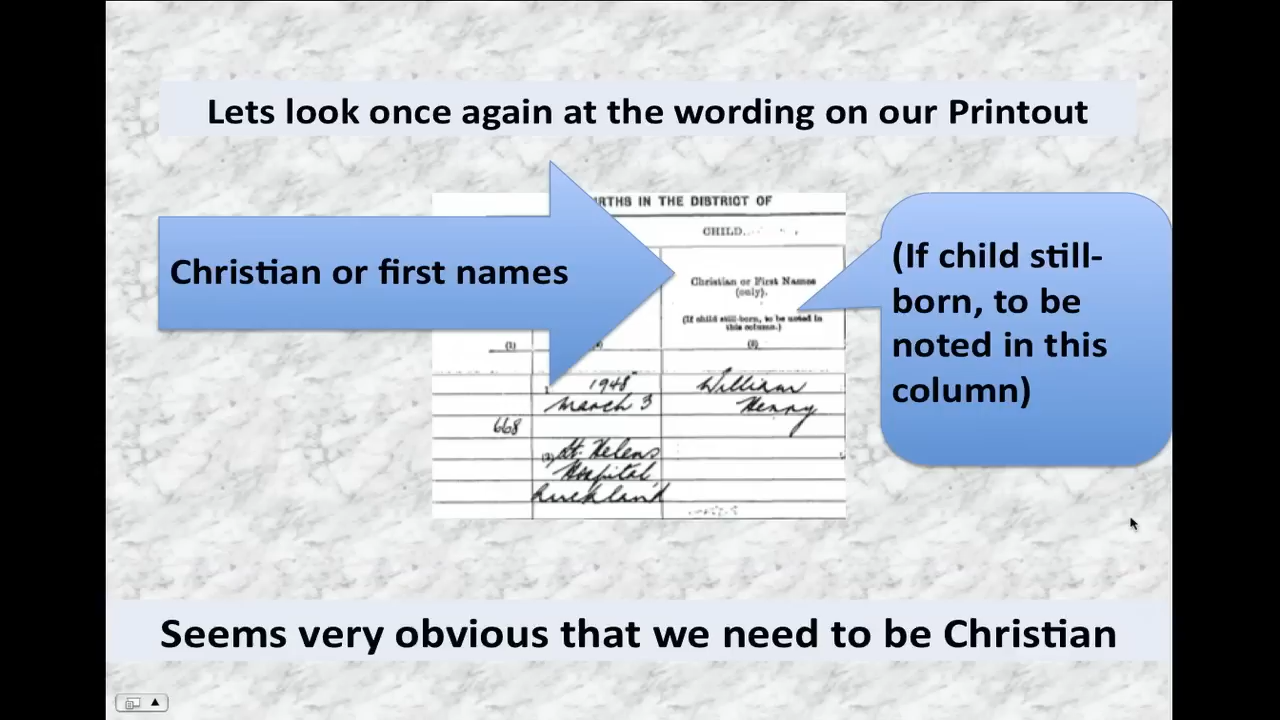 Lets look once again at the wording on our Printout
RTHS IN THE DISTRICT OF
CHILD.
Christian or first names
Christian or First Names
(only).
(If child still-born, to be noted in
this column.)
(If child still-
born, to be
noted in this
column)
(1)
(3)
1948
March 3
William
Henry
668
(2) St. Helens
Hospital
Auckland
Seems very obvious that we need to be Christian